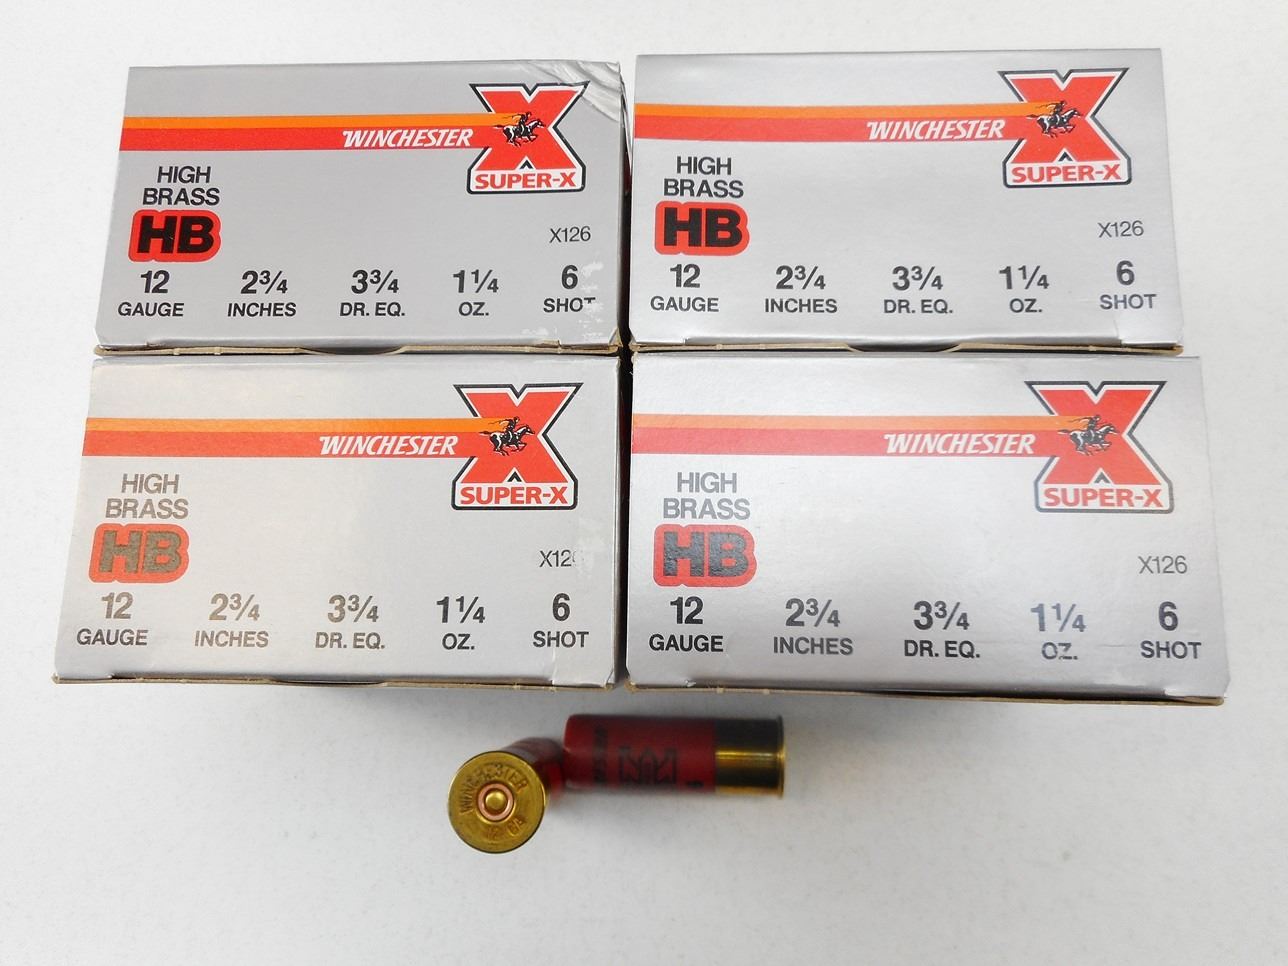 WINCHESTER
X
SUPER-X
HIGH
BRASS
HB
X126
12 2¾ 3¾ 1¼ 6
GAUGE INCHES DR. EQ. OZ. SHOT
WINCHESTER
X
SUPER-X
HIGH
BRASS
HB
X126
12 2¾ 3¾ 1¼ 6
GAUGE INCHES DR. EQ. OZ. SHOT
WINCHESTER
X
SUPER-X
HIGH
BRASS
HB
X126
12 2¾ 3¾ 1¼ 6
GAUGE INCHES DR. EQ. OZ. SHOT
WINCHESTER
X
SUPER-X
HIGH
BRASS
HB
X126
12 2¾ 3¾ 1¼ 6
GAUGE INCHES DR. EQ. OZ. SHOT
WINCHESTER
12 GA